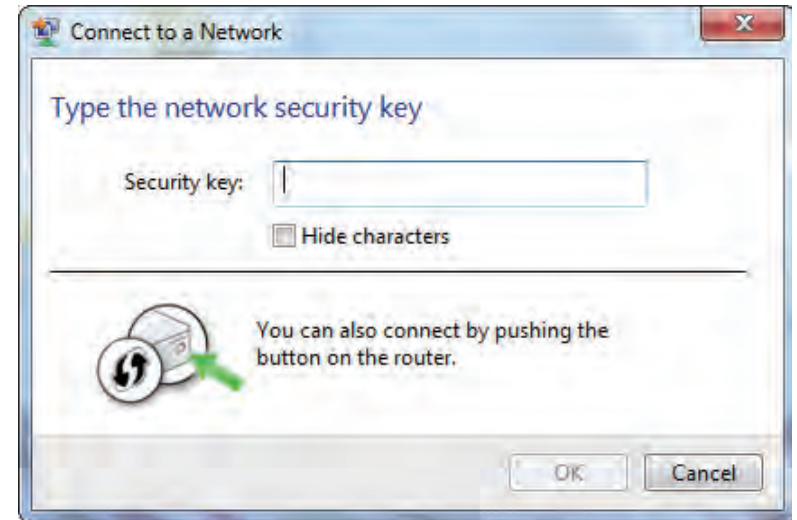 Connect to a Network
Type the network security key
Security key:
Hide characters
You can also connect by pushing the
button on the router.
OK
Cancel